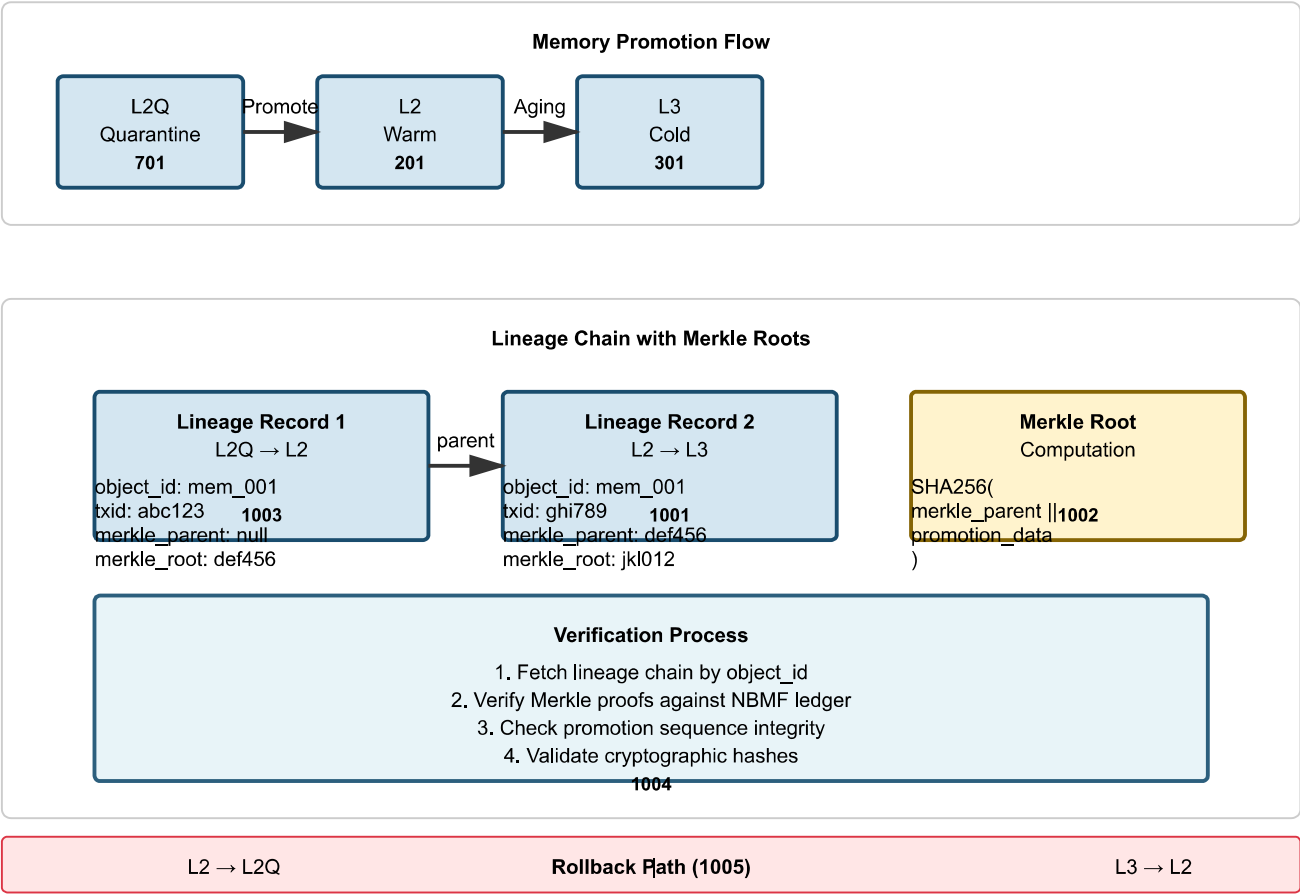 Memory Promotion Flow
L2Q
Quarantine
701
Promote
L2
Warm
201
Aging
L3
Cold
301
Lineage Chain with Merkle Roots
Lineage Record 1
L2Q → L2
object_id: mem_001
txid: abc123
1003
merkle_parent: null
merkle_root: def456
parent
Lineage Record 2
L2 → L3
object_id: mem_001
txid: ghi789
1001
merkle_parent: def456
merkle_root: jkl012
Merkle Root
Computation
SHA256(
merkle_parent ||
1002
promotion_data
)
Verification Process
1. Fetch lineage chain by object_id
2. Verify Merkle proofs against NBMF ledger
3. Check promotion sequence integrity
4. Validate cryptographic hashes
1004
L2 → L2Q
Rollback Path (1005)
L3 → L2